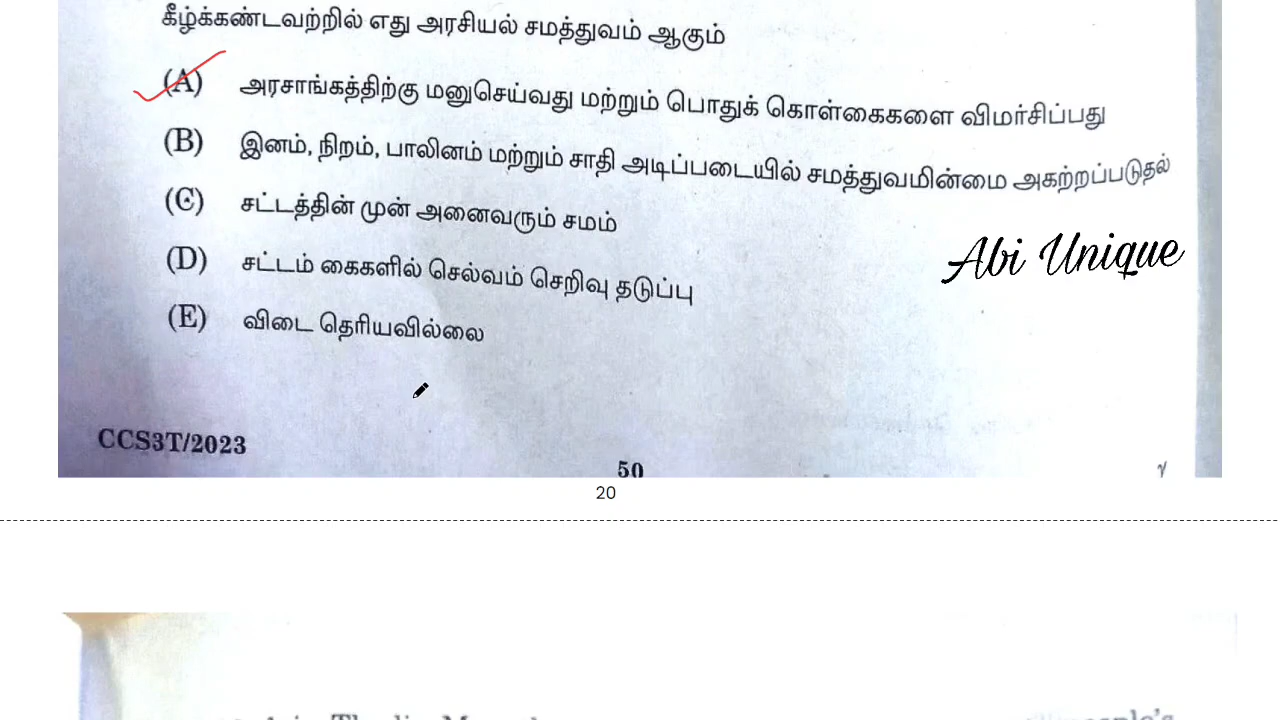 கீழ்க்கண்டவற்றில் எது அரசியல் சமத்துவம் ஆகும்
(A) அரசாங்கத்திற்கு மனுசெய்வது மற்றும் பொதுக் கொள்கைகளை விமர்சிப்பது
(B) இனம், நிறம், பாலினம் மற்றும் சாதி அடிப்படையில் சமத்துவமின்மை அகற்றப்படுதல்
(C) சட்டத்தின் முன் அனைவரும் சமம்
Abi Unique
(D) சட்டம் கைகளில் செல்வம் செறிவு தடுப்பு
(E) விடை தெரியவில்லை
CCS3T/2023
50
20